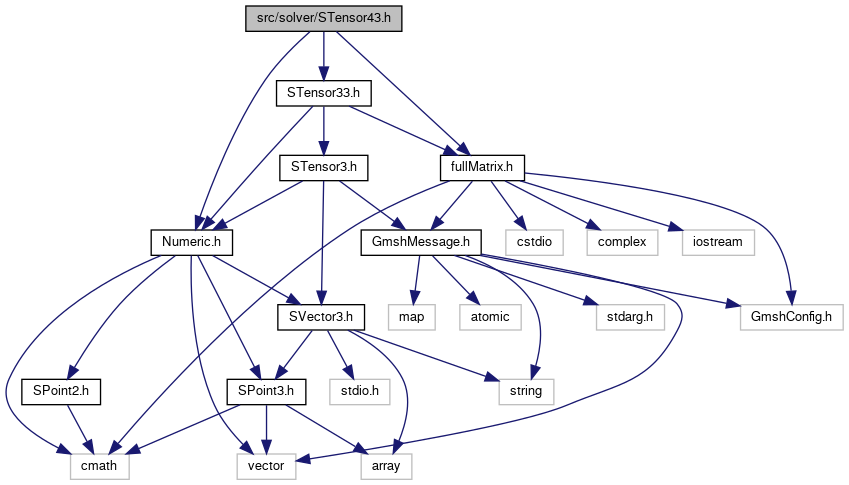 src/solver/STensor43.h
STensor33.h
STensor3.h
fullMatrix.h
Numeric.h
GmshMessage.h
cstdio
complex
iostream
SVector3.h
map
atomic
stdarg.h
GmshConfig.h
SPoint2.h
SPoint3.h
stdio.h
string
cmath
vector
array